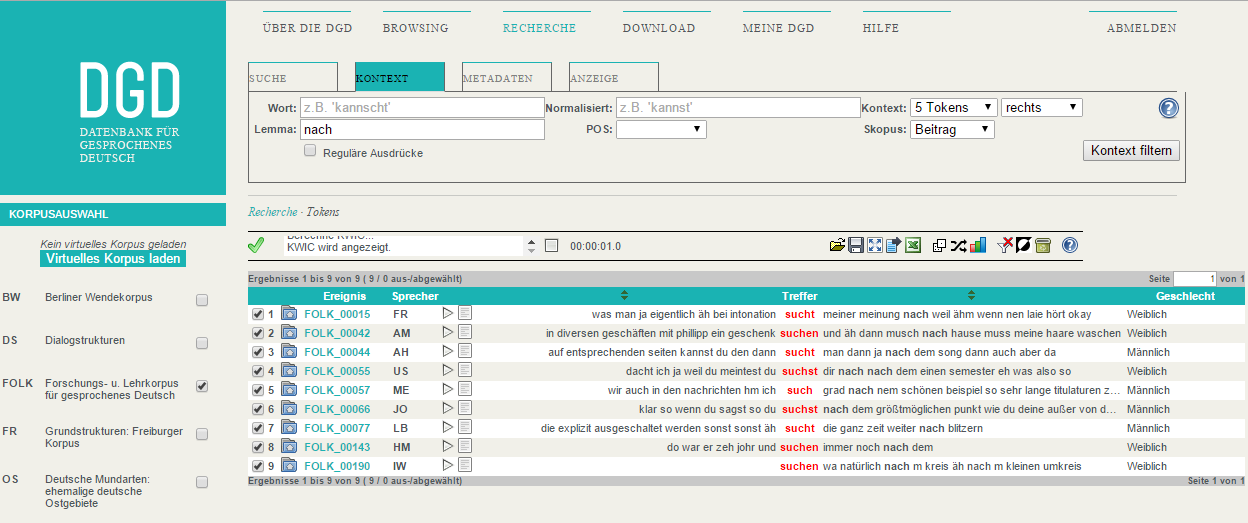 ÜBER DIE DGD BROWSING RECHERCHE DOWNLOAD MEINE DGD HILFE ABMELDEN
DGD
DATENBANK FÜR
GESPROCHENES
DEUTSCH
SUCHE KONTEXT METADATEN ANZEIGE
Wort: z.B. 'kannscht' Normalisiert: z.B. 'kannst' Kontext: 5 Tokens rechts
Lemma: nach POS: Skopus: Beitrag
Reguläre Ausdrücke
Kontext filtern
KORPUSAUSWAHL
Kein virtuelles Korpus geladen
Virtuelles Korpus laden
BW Berliner Wendekorpus
DS Dialogstrukturen
FOLK Forschungs- u. Lehrkorpus
für gesprochenes Deutsch
FR Grundstrukturen: Freiburger
Korpus
OS Deutsche Mundarten:
ehemalige deutsche
Ostgebiete
Recherche - Tokens
Berechne KWIC...
KWIC wird angezeigt.
00:00:01.0
Ergebnisse 1 bis 9 von 9 ( 9 / 0 aus-/abgewählt) Seite 1 von 1
Ereignis Sprecher Treffer Geschlecht
1 FOLK_00015 FR was man ja eigentlich äh bei intonation sucht meiner meinung nach weil ähm wenn nen laie hört okay Weiblich
2 FOLK_00042 AM in diversen geschäften mit phillipp ein geschenk suchen und äh dann musch nach hause muss meine haare waschen Weiblich
3 FOLK_00044 AH auf entsprechenden seiten kannst du den dann sucht man dann ja nach dem song dann auch aber da Männlich
4 FOLK_00055 US dacht ich ja weil du meintest du suchst dir nach nach dem einen semester eh was also so Weiblich
5 FOLK_00057 ME wir auch in den nachrichten hm ich such grad nach nem schönen beispiel so sehr lange titulaturen z... Männlich
6 FOLK_00066 JO klar so wenn du sagst so du suchst nach dem größtmöglichen punkt wie du deine außer von d... Männlich
7 FOLK_00077 LB die explizit ausgeschaltet werden sonst sonst äh sucht die ganz zeit weiter nach blitzern Männlich
8 FOLK_00143 HM do war er zeh johr und suchen immer noch nach dem Weiblich
9 FOLK_00190 IW suchen wa natürlich nach m kreis äh nach m kleinen umkreis Weiblich
Ergebnisse 1 bis 9 von 9 ( 9 / 0 aus-/abgewählt) Seite 1 von 1